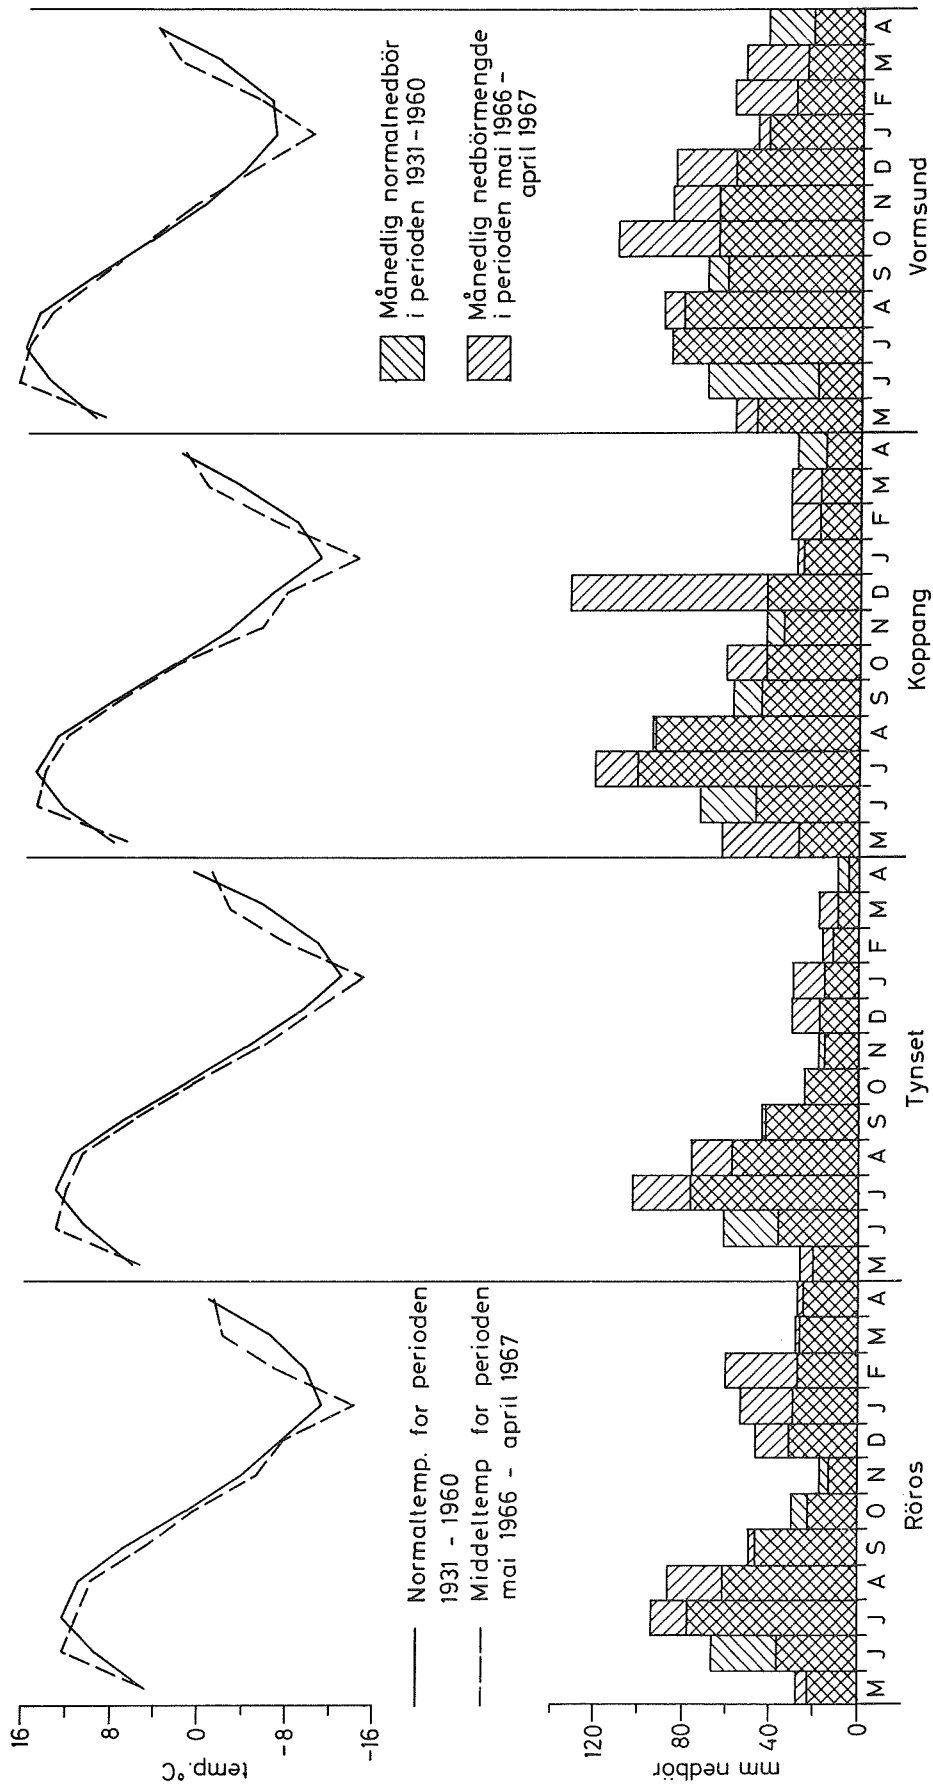 16
8
0
-8
-16
temp.°C
Normaltemp. for perioden
1931 - 1960
Middeltemp for perioden
mai 1966 - april 1967
Månedlig normalnedbör
i perioden 1931-1960
Månedlig nedbörmengde
i perioden mai 1966 -
april 1967
120
80
40
0
mm nedbör
M J J A S O N D J F M A M J J A S O N D J F M A M J J A S O N D J F M A M J J A S O N D J F M A
Röros Tynset Koppang Vormsund